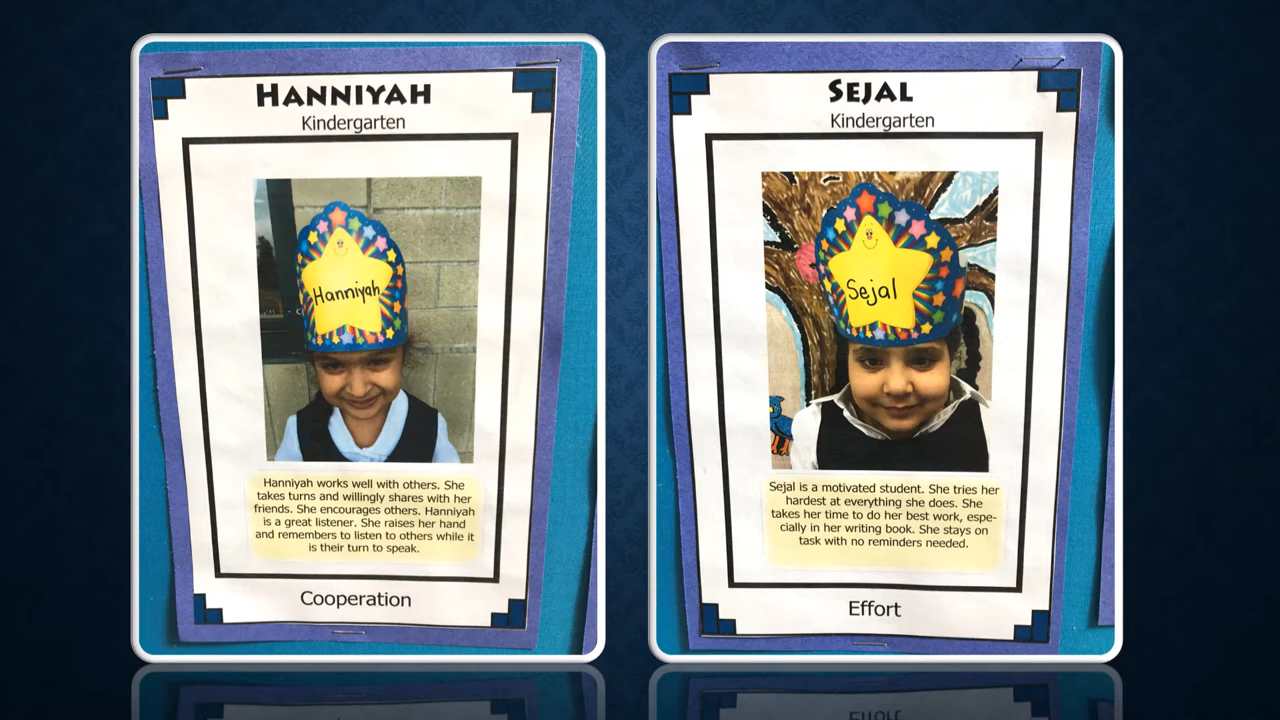 HANNIYAH
Kindergarten
Hanniyah
Hanniyah works well with others. She
takes turns and willingly shares with her
friends. She encourages others. Hanniyah
is a great listener. She raises her hand
and remembers to listen to others while it
is their turn to speak.
Cooperation
SEJAL
Kindergarten
Sejal
Sejal is a motivated student. She tries her
hardest at everything she does. She
takes her time to do her best work, espe-
cially in her writing book. She stays on
task with no reminders needed.
Effort